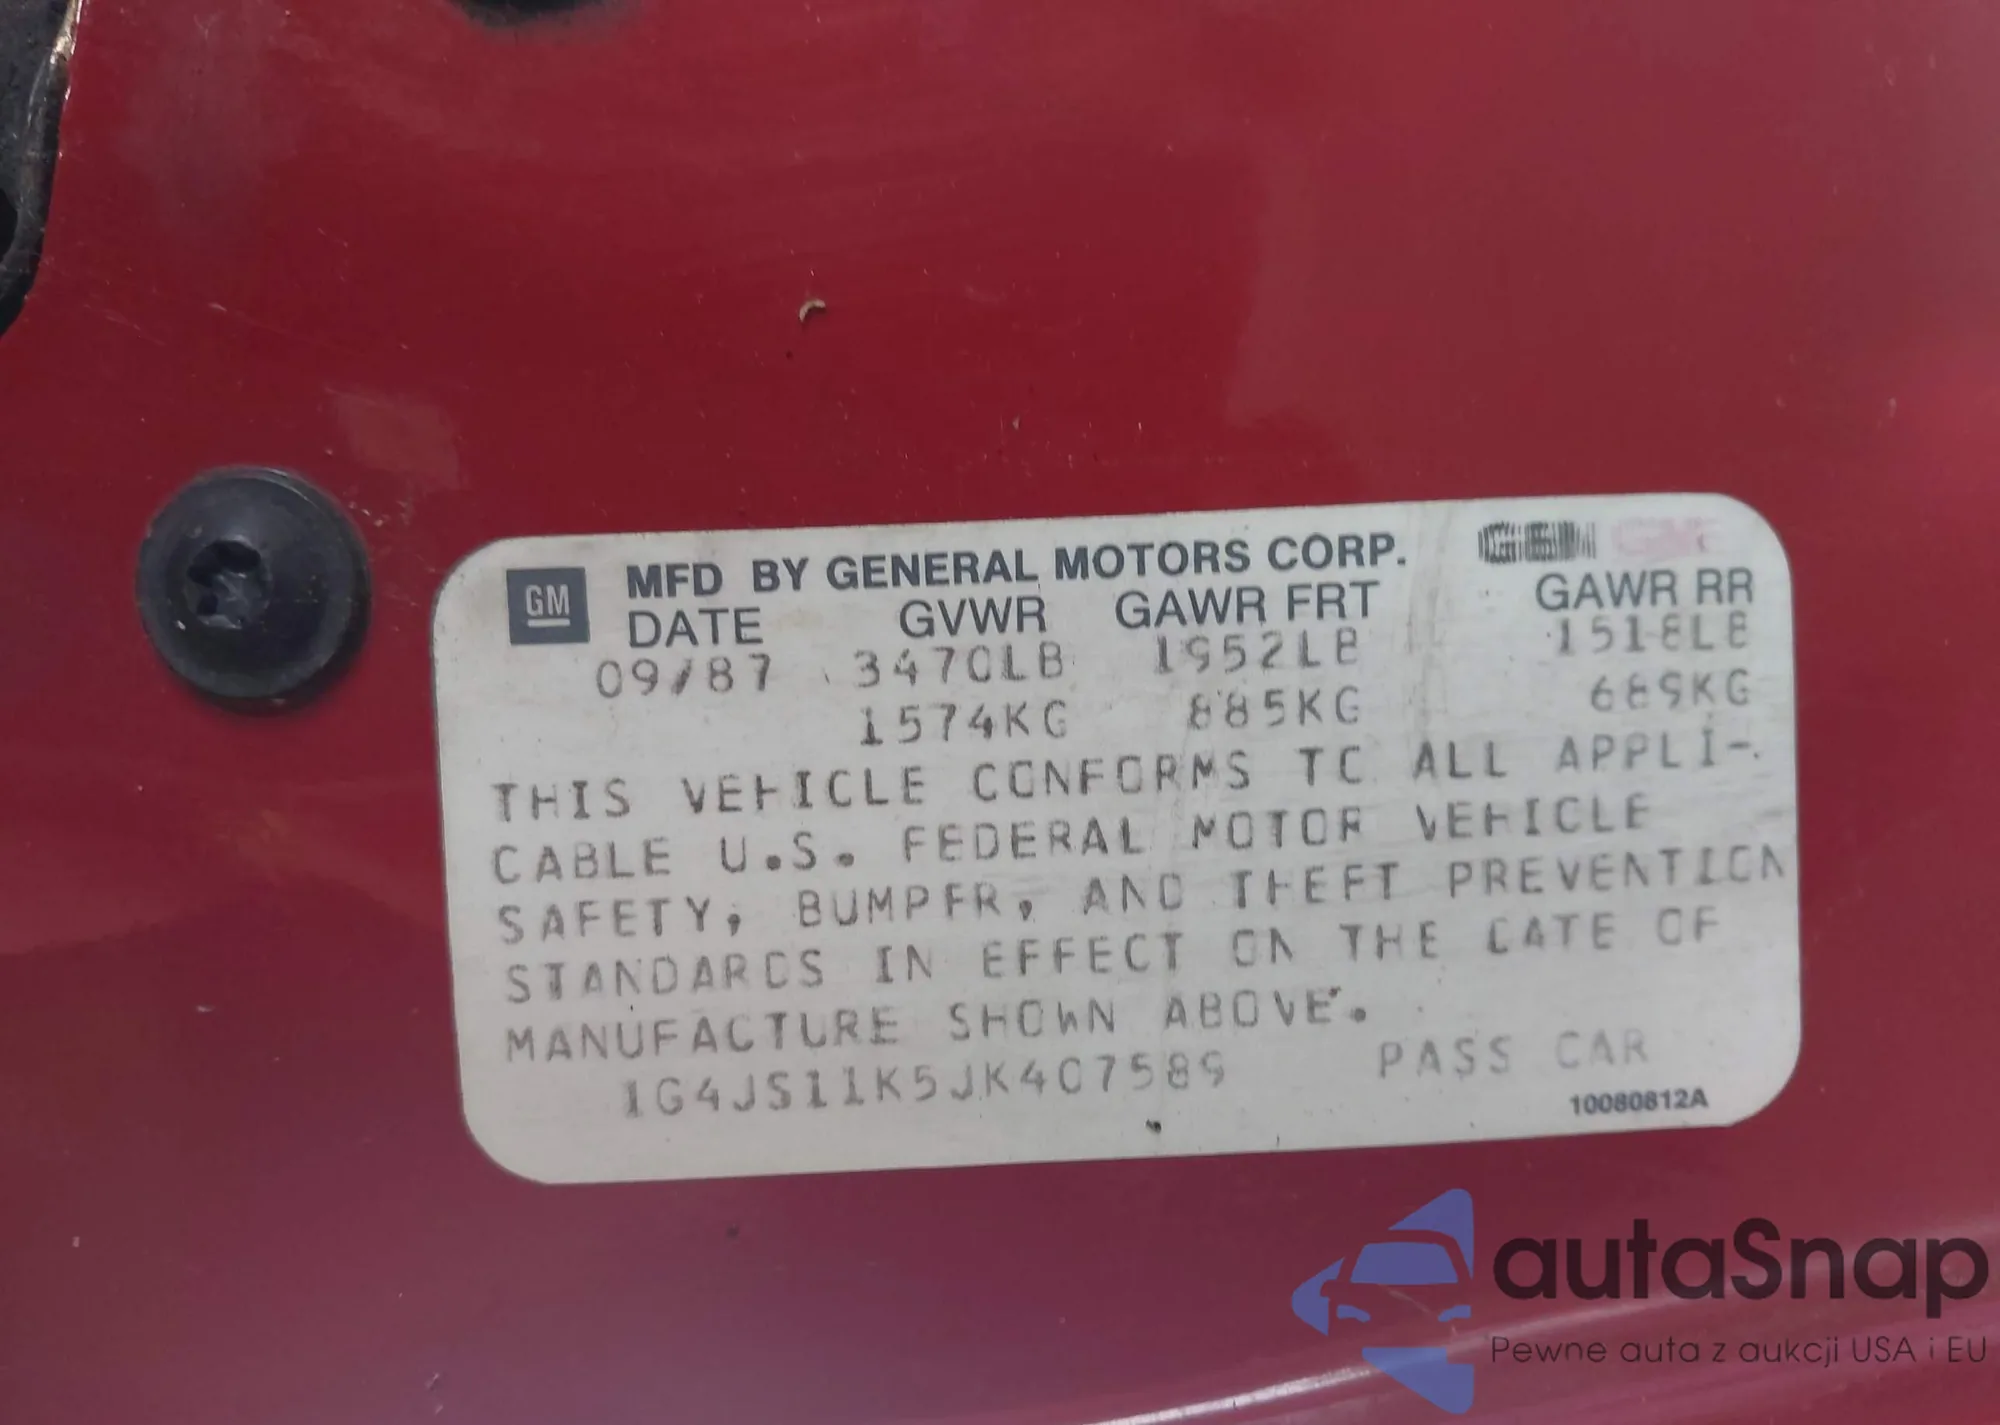 GM MFD BY GENERAL MOTORS CORP.
DATE GVWR GAWR FRT GAWR RR
09/87 3470LB 1952LB 1518LB
1574KG 885KG 689KG
THIS VEHICLE CONFORMS TO ALL APPLI-
CABLE U.S. FEDERAL MOTOR VEHICLE
SAFETY, BUMPER, AND THEFT PREVENTION
STANDARDS IN EFFECT ON THE DATE OF
MANUFACTURE SHOWN ABOVE.
1G4JS11K5JK407589 PASS CAR
10080812A
autaSnap
Pewne auta z aukcji USA i EU